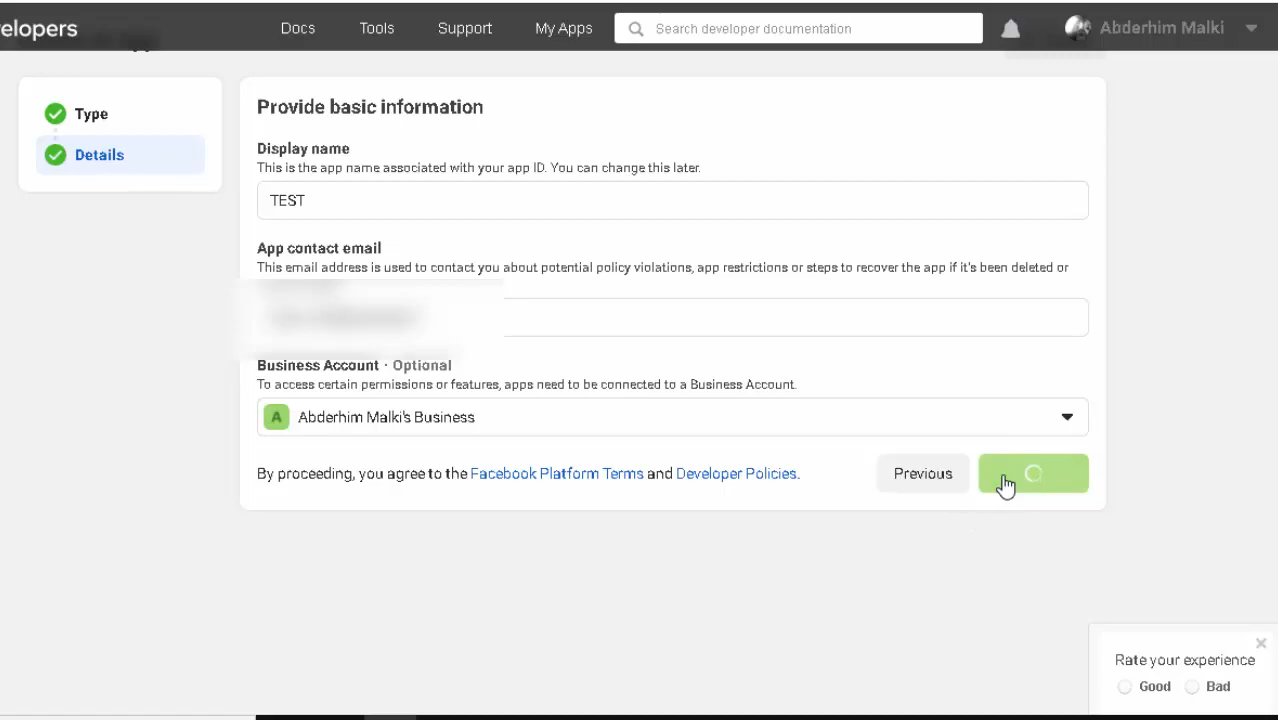 elopers
Docs
Tools
Support
My Apps
Search developer documentation
Abderhim Malki
Type
Details
Provide basic information
Display name
This is the app name associated with your app ID. You can change this later.
TEST
App contact email
This email address is used to contact you about potential policy violations, app restrictions or steps to recover the app if it's been deleted or
Business Account · Optional
To access certain permissions or features, apps need to be connected to a Business Account.
A
Abderhim Malki's Business
By proceeding, you agree to the Facebook Platform Terms and Developer Policies.
Previous
Rate your experience
Good
Bad